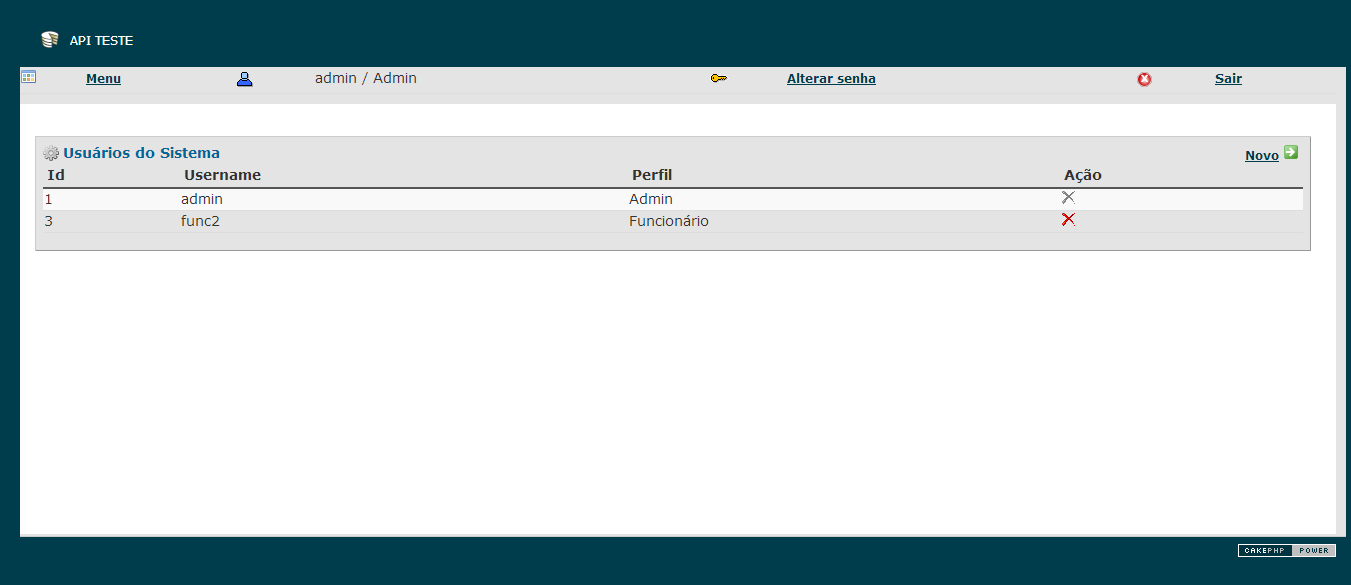 API TESTE
Menu admin / Admin Alterar senha Sair
Usuários do Sistema Novo
Id Username Perfil Ação
1 admin Admin
3 func2 Funcionário
CAKEPHP POWER